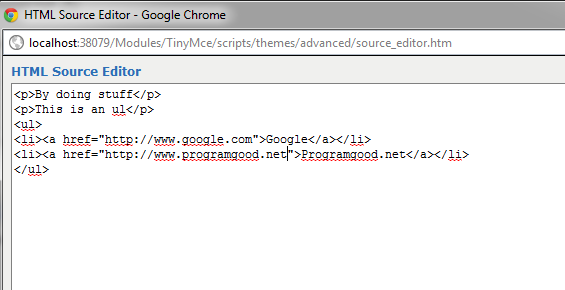 HTML Source Editor - Google Chrome
localhost:38079/Modules/TinyMce/scripts/themes/advanced/source_editor.htm
HTML Source Editor
<p>By doing stuff</p>
<p>This is an ul</p>
<ul>
<li><a href="http://www.google.com">Google</a></li>
<li><a href="http://www.programgood.net">Programgood.net</a></li>
</ul>